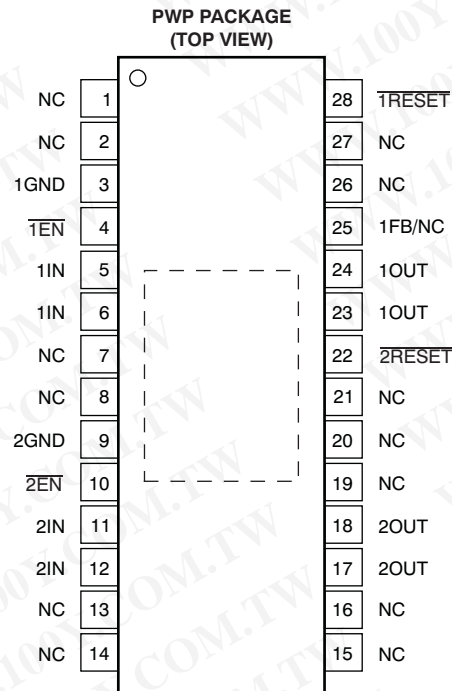 PWP PACKAGE
(TOP VIEW)
NC 1 28 1RESET
NC 2 27 NC
1GND 3 26 NC
1EN 4 25 1FB/NC
1IN 5 24 1OUT
1IN 6 23 1OUT
NC 7 22 2RESET
NC 8 21 NC
2GND 9 20 NC
2EN 10 19 NC
2IN 11 18 2OUT
2IN 12 17 2OUT
NC 13 16 NC
NC 14 15 NC